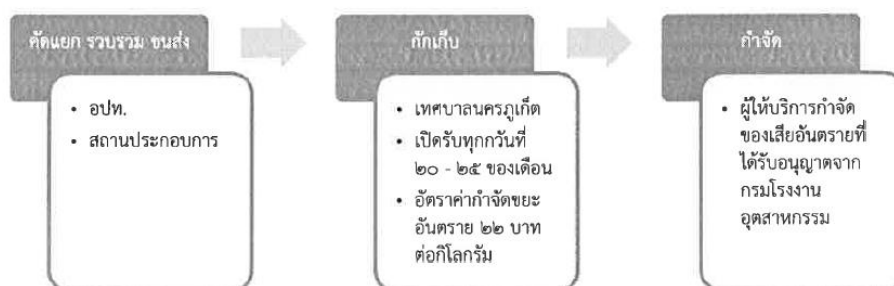 คัดแยก รวบรวม ขนส่ง
• อปท.
• สถานประกอบการ
กักเก็บ
• เทศบาลนครภูเก็ต
• เปิดรับทุกวันที่
๒๐ - ๒๕ ของเดือน
• อัตราค่ากำจัดขยะ
อันตราย ๒๒ บาท
ต่อกิโลกรัม
กำจัด
• ผู้ให้บริการกำจัด
ของเสียอันตรายที่
ได้รับอนุญาตจาก
กรมโรงงาน
อุตสาหกรรม